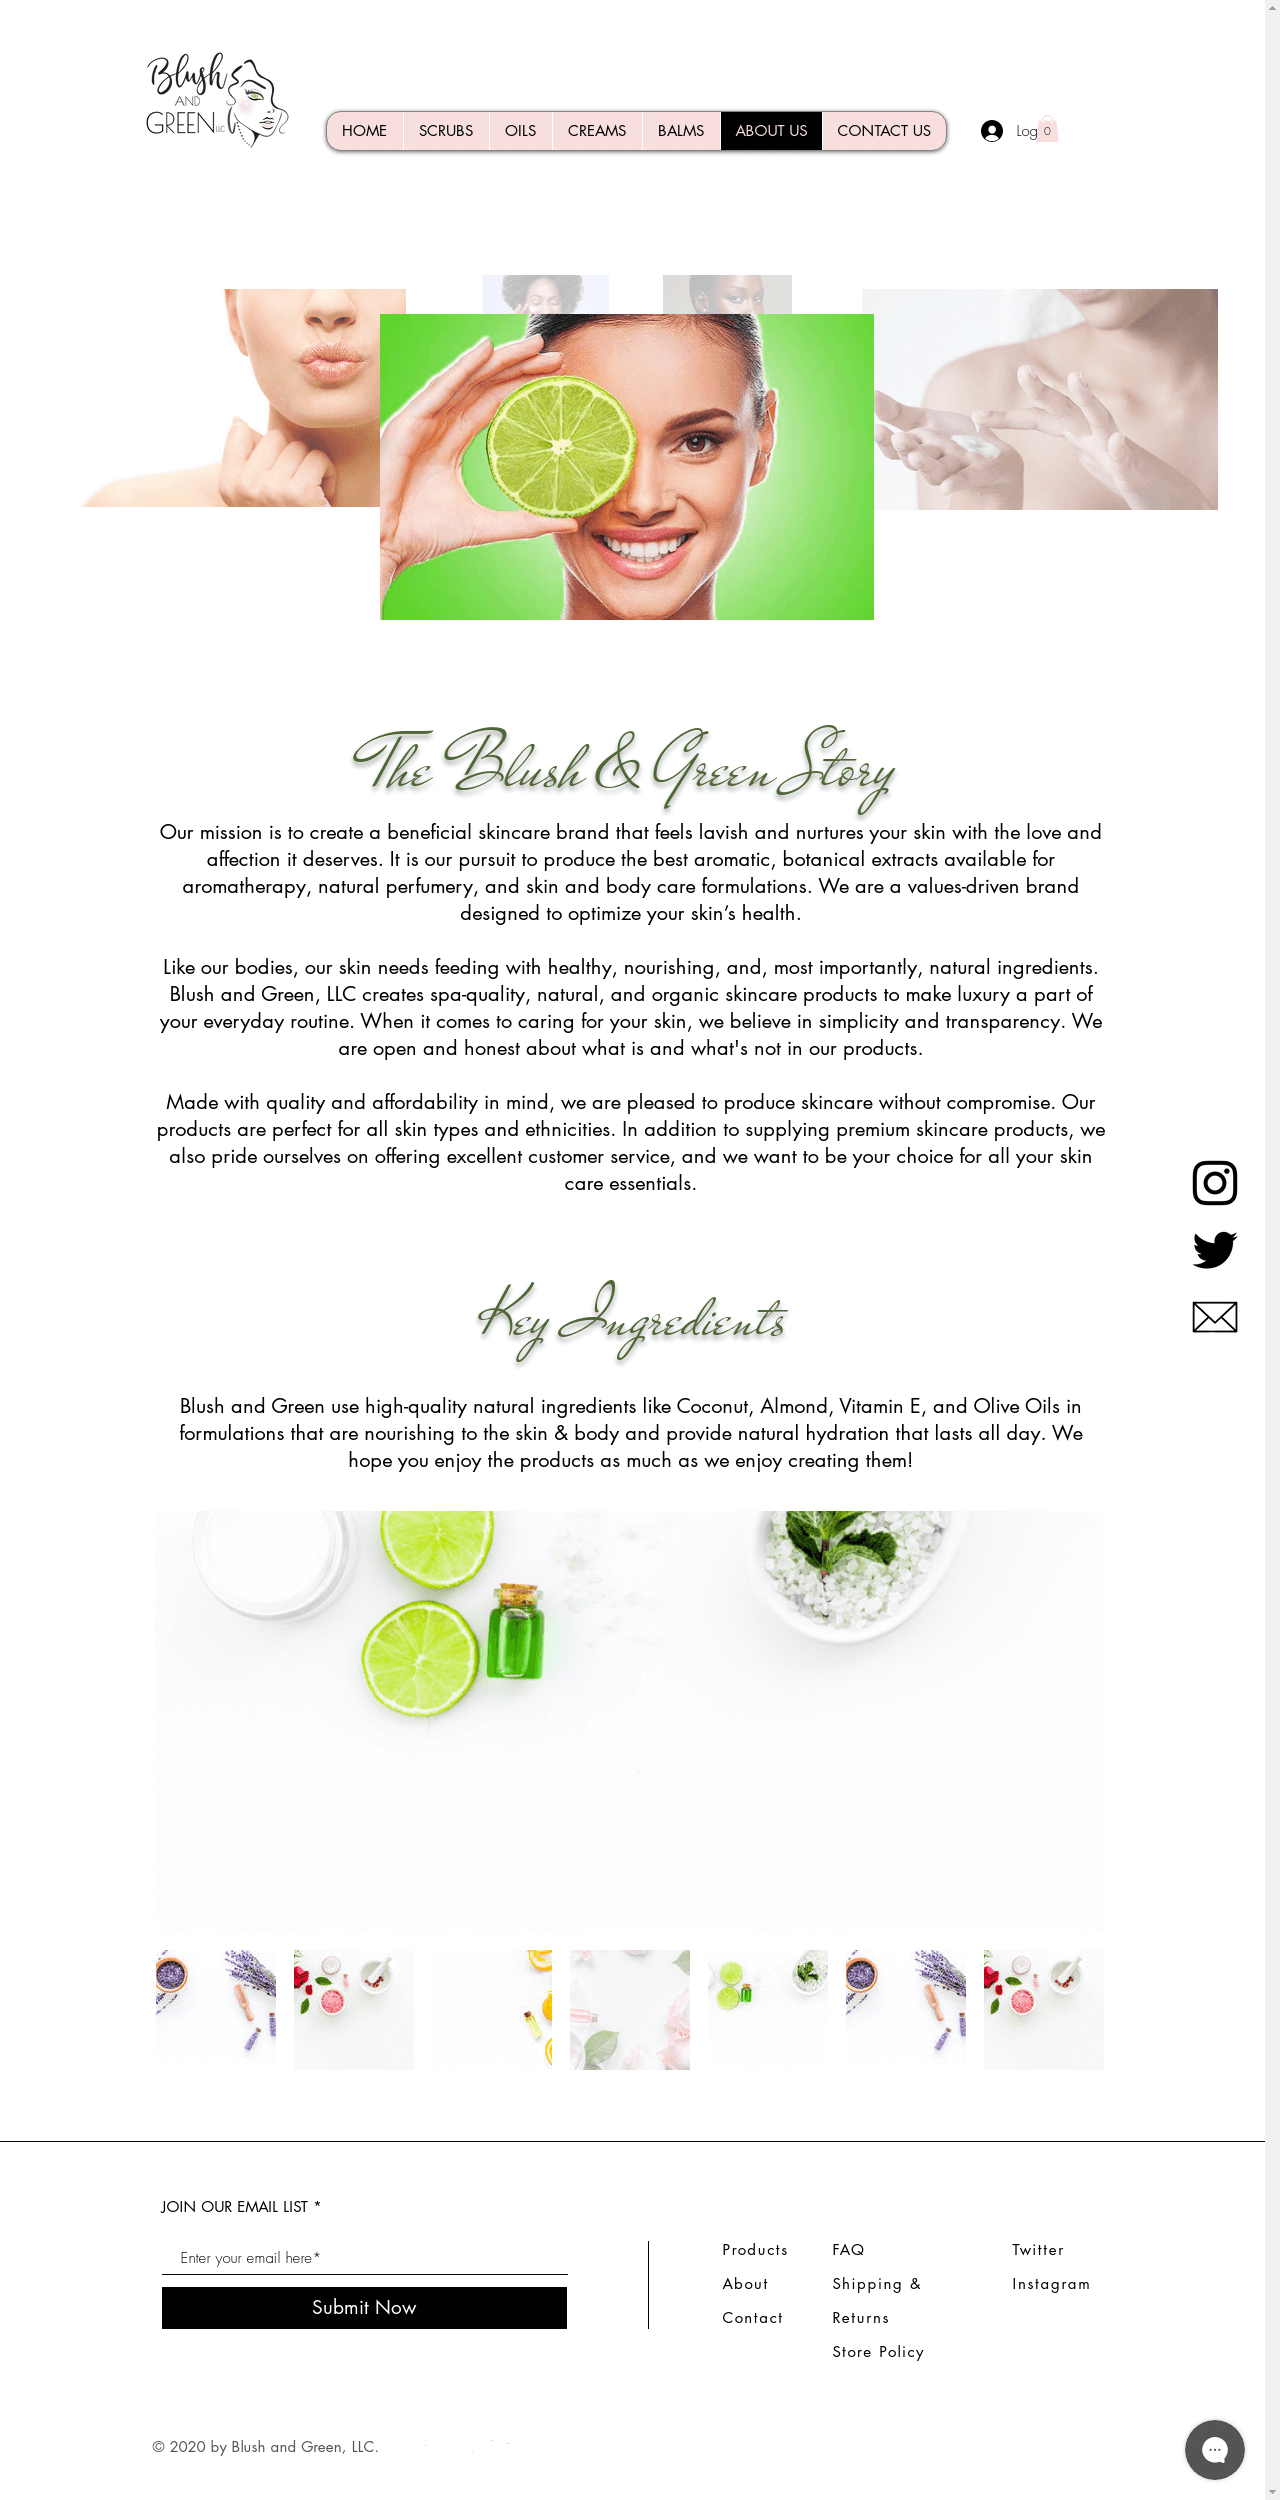 Blush
AND
GREEN LLC
HOME SCRUBS OILS CREAMS BALMS ABOUT US CONTACT US
Log 0
The Blush & Green Story
Our mission is to create a beneficial skincare brand that feels lavish and nurtures your skin with the love and
affection it deserves. It is our pursuit to produce the best aromatic, botanical extracts available for
aromatherapy, natural perfumery, and skin and body care formulations. We are a values-driven brand
designed to optimize your skin’s health.
Like our bodies, our skin needs feeding with healthy, nourishing, and, most importantly, natural ingredients.
Blush and Green, LLC creates spa-quality, natural, and organic skincare products to make luxury a part of
your everyday routine. When it comes to caring for your skin, we believe in simplicity and transparency. We
are open and honest about what is and what's not in our products.
Made with quality and affordability in mind, we are pleased to produce skincare without compromise. Our
products are perfect for all skin types and ethnicities. In addition to supplying premium skincare products, we
also pride ourselves on offering excellent customer service, and we want to be your choice for all your skin
care essentials.
Key Ingredients
Blush and Green use high-quality natural ingredients like Coconut, Almond, Vitamin E, and Olive Oils in
formulations that are nourishing to the skin & body and provide natural hydration that lasts all day. We
hope you enjoy the products as much as we enjoy creating them!
JOIN OUR EMAIL LIST *
Enter your email here*
Submit Now
Products
About
Contact
FAQ
Shipping &
Returns
Store Policy
Twitter
Instagram
© 2020 by Blush and Green, LLC.